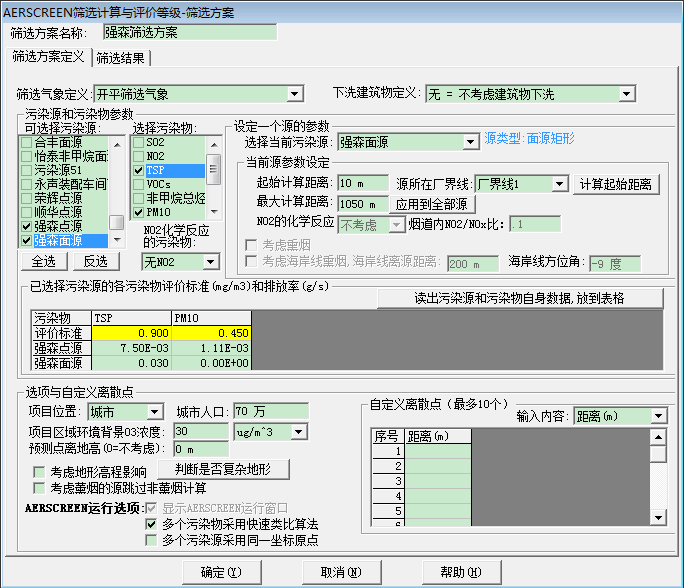 AERSCREEN筛选计算与评价等级-筛选方案
筛选方案名称: 强森筛选方案
筛选方案定义 筛选结果
筛选气象定义: 开平筛选气象 下洗建筑物定义: 无 = 不考虑建筑物下洗
污染源和污染物参数
可选择污染源: 选择污染物:
合丰面源
怡泰非甲烷面
污染源51
永声装配车间
荣辉点源
顺华点源
强森点源
强森面源
SO2
NO2
TSP
VOCs
非甲烷总烃
PM10
全选 反选
NO2化学反应
的污染物:
无NO2
设定一个源的参数
选择当前污染源: 强森面源 源类型: 面源矩形
当前源参数设定
起始计算距离: 10 m 源所在厂界线: 厂界线1 计算起始距离
最大计算距离: 1050 m 应用到全部源
NO2的化学反应 不考虑 烟道内NO2/NOx比: .1
考虑重烟
考虑海岸线重烟,海岸线离源距离: 200 m 海岸线方位角: -9 度
已选择污染源的各污染物评价标准(mg/m3)和排放率(g/s)
读出污染源和污染物自身数据,放到表格
污染物 TSP PM10
评价标准 0.900 0.450
强森点源 7.50E-03 1.11E-03
强森面源 0.030 0.00E+00
选项与自定义离散点
项目位置: 城市 城市人口: 70 万
项目区域环境背景O3浓度: 30 ug/m^3
预测点离地高(0=不考虑): 0 m
考虑地形高程影响 判断是否复杂地形
考虑薰烟的源跳过非薰烟计算
AERSCREEN运行选项: 显示AERSCREEN运行窗口
多个污染物采用快速类比算法
多个污染源采用同一坐标原点
自定义离散点（最多10个）
输入内容: 距离(m)
序号 距离(m)
1
2
3
4
5
6
确定(Y) 取消(N) 帮助(H)